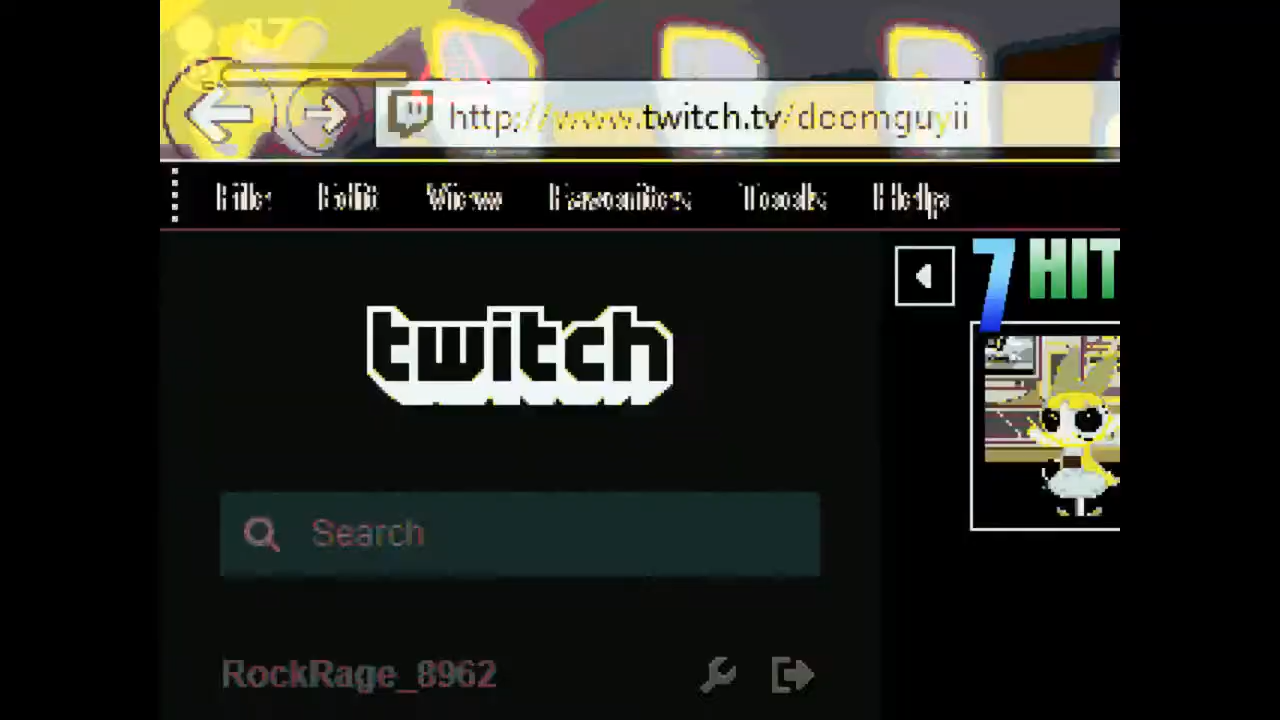 http://www.twitch.tv/doomguyii
File Edit View Favorites Tools Help
7 HIT
twitch
Search
RockRage_8962